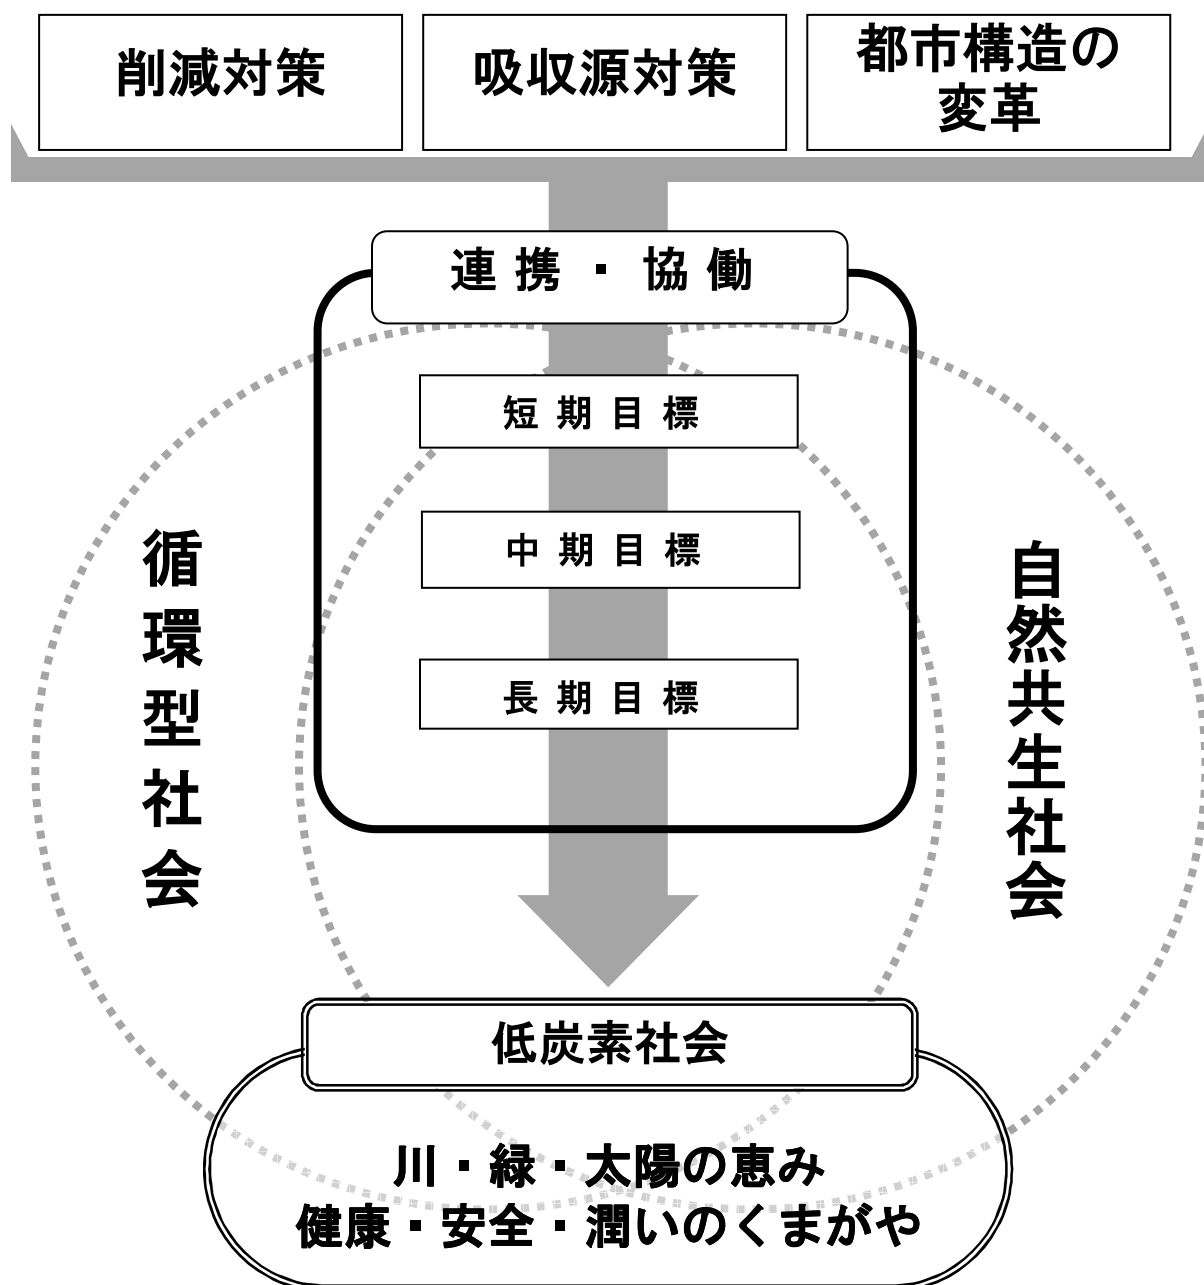 削減対策
吸収源対策
都市構造の
変革
連携・協働
短期目標
中期目標
長期目標
循環型社会
自然共生社会
低炭素社会
川・緑・太陽の恵み
健康・安全・潤いのくまがや